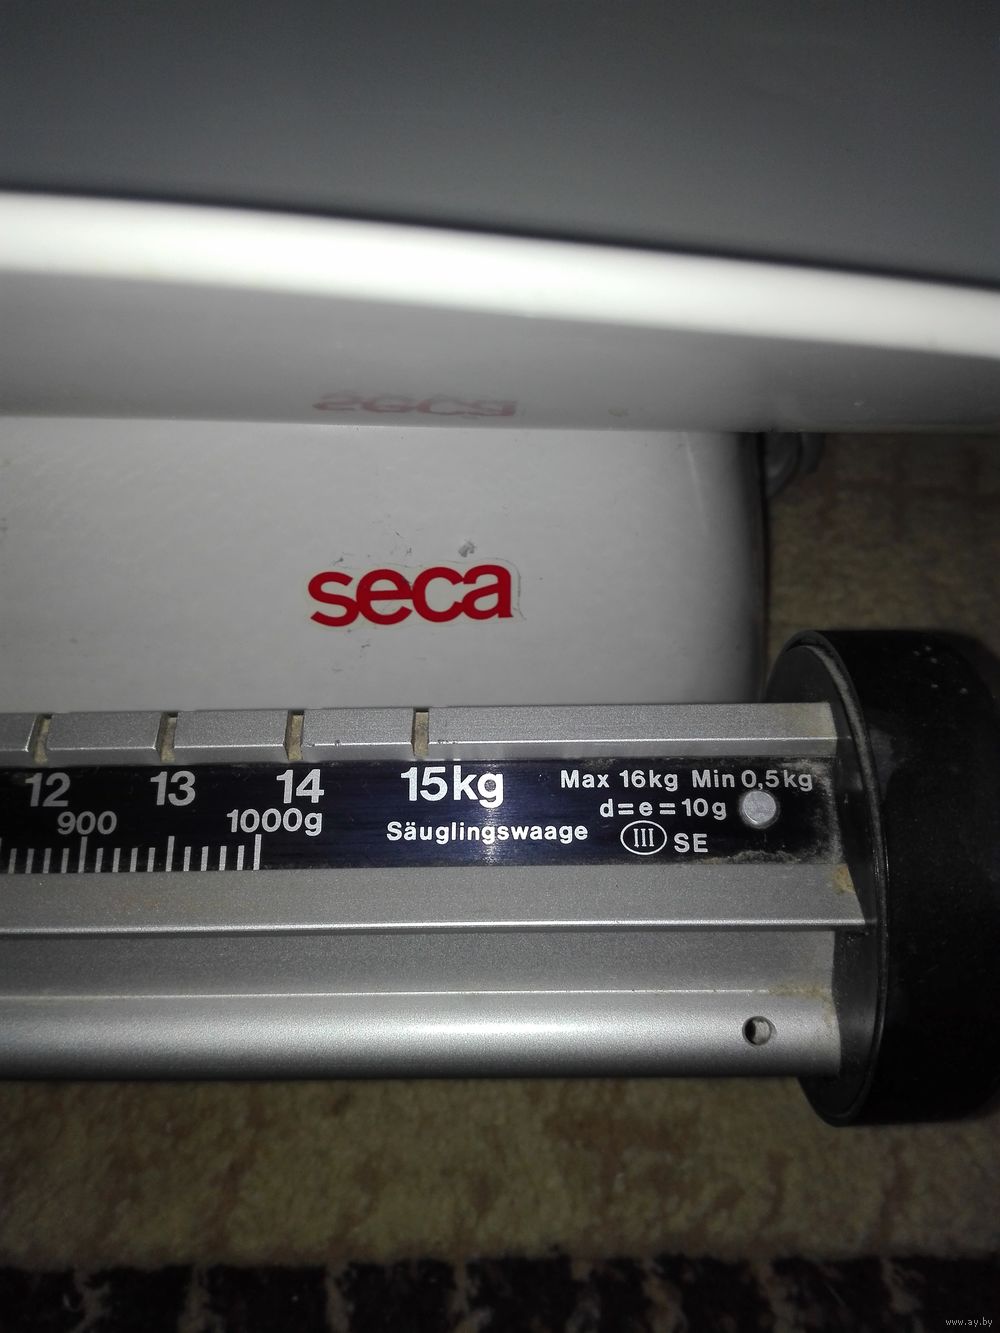 seca
12 13 14 15kg
900 1000g
Säuglingswaage
Max 16kg Min 0,5kg
d=e=10g
III SE
www.ay.by